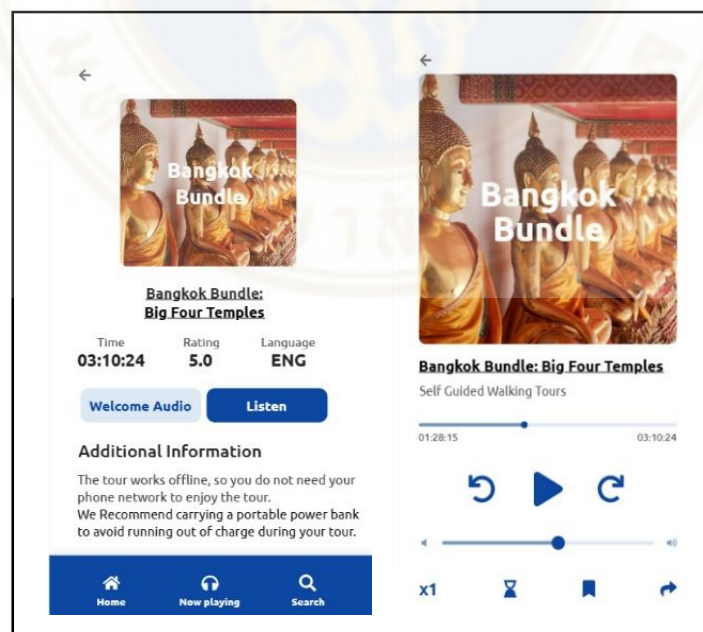 Bangkok
Bundle
Bangkok Bundle:
Big Four Temples
Time Rating Language
03:10:24 5.0 ENG
Welcome Audio Listen
Additional Information
The tour works offline, so you do not need your
phone network to enjoy the tour.
We Recommend carrying a portable power bank
to avoid running out of charge during your tour.
Home Now playing Search
Bangkok
Bundle
Bangkok Bundle: Big Four Temples
Self Guided Walking Tours
01:28:15 03:10:24
x1